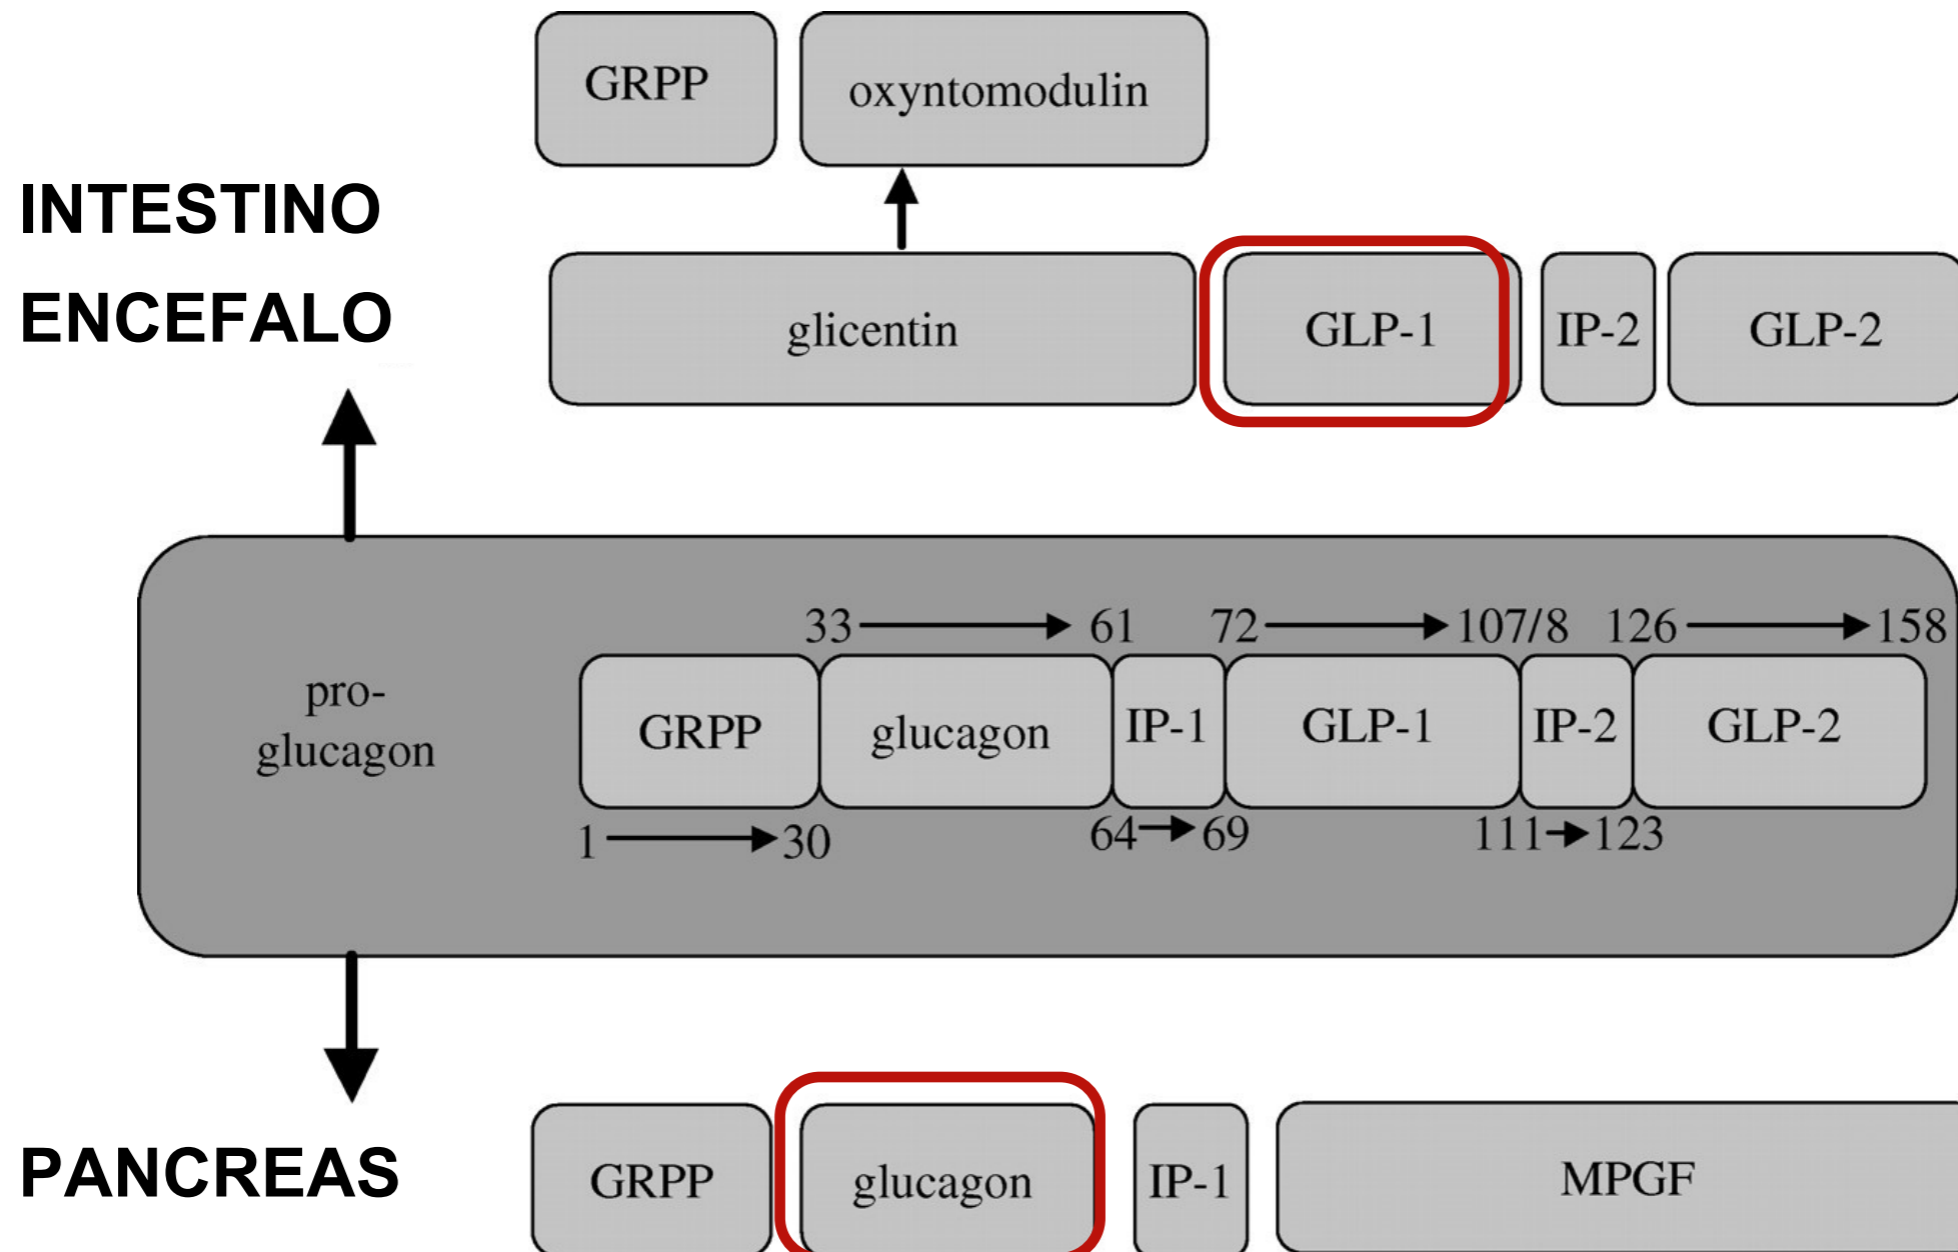 GRPP
oxyntomodulin
INTESTINO
ENCEFALO
glicentin
GLP-1
IP-2
GLP-2
33
61
72
107/8
126
158
pro-
glucagon
GRPP
glucagon
IP-1
GLP-1
IP-2
GLP-2
1
30
64
69
111
123
PANCREAS
GRPP
glucagon
IP-1
MPGF